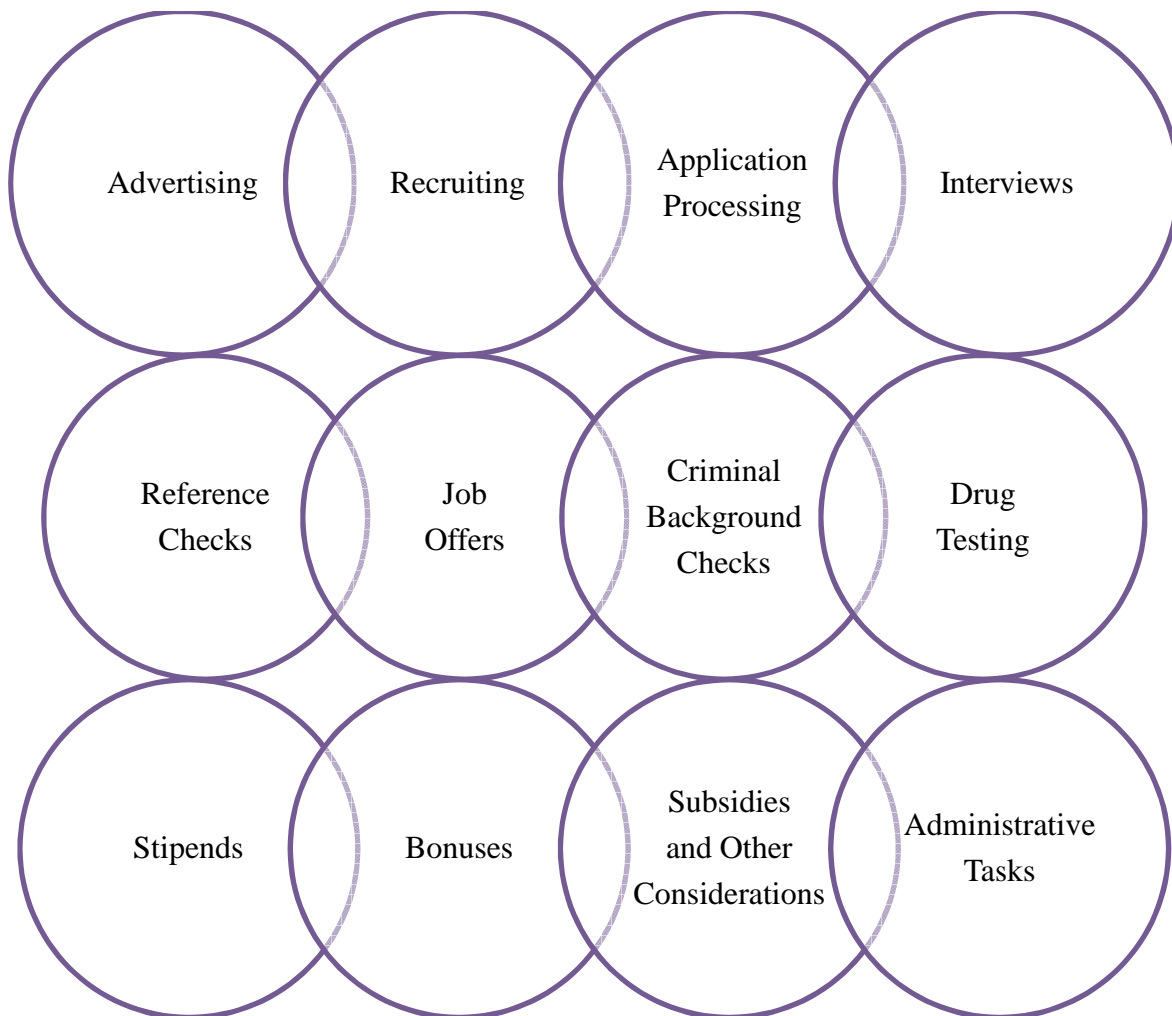 Advertising
Recruiting
Application
Processing
Interviews
Reference
Checks
Job
Offers
Criminal
Background
Checks
Drug
Testing
Stipends
Bonuses
Subsidies
and Other
Considerations
Administrative
Tasks